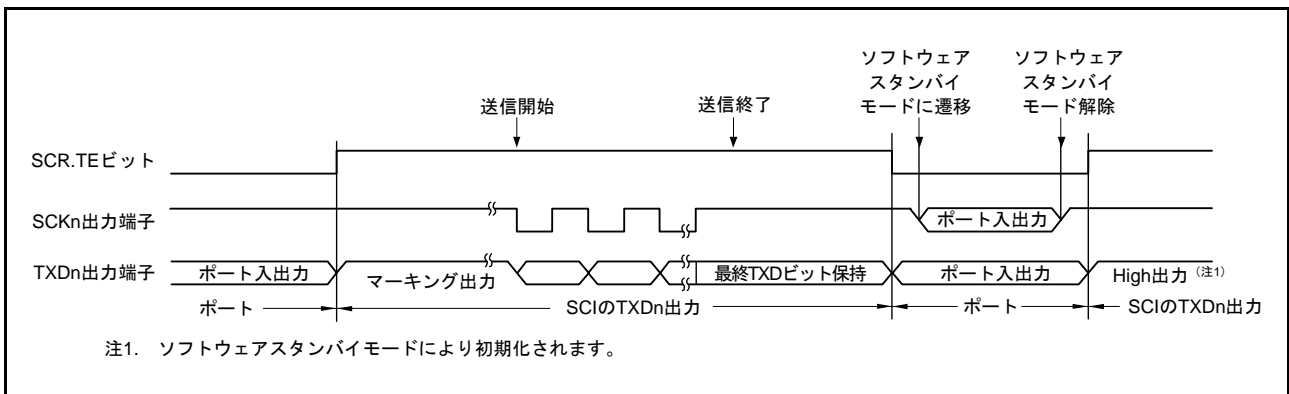 ソフトウェア
スタンバイ
モードに遷移
ソフトウェア
スタンバイ
モード解除
送信開始
送信終了
SCR.TEビット
SCKn出力端子
ポート入出力
TXDn出力端子
ポート入出力
マーキング出力
最終TXDビット保持
ポート入出力
High出力（注1）
ポート
SCIのTXDn出力
ポート
SCIのTXDn出力
注1. ソフトウェアスタンバイモードにより初期化されます。